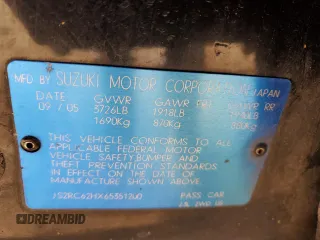 MFD BY SUZUKI MOTOR CORPORATION JAPAN
DATE GVWR GAWR FR GAWR RR
09 / 05 3726LB 1918LB
1690KG 870KG
THIS VEHICLE CONFORMS TO ALL
APPLICABLE FEDERAL MOTOR
VEHICLE SAFETY, BUMPER AND
THEFT PREVENTION STANDARDS
IN EFFECT ON THE DATE OF
MANUFACTURE SHOWN ABOVE
PASS CAR
DRIVERSIDE